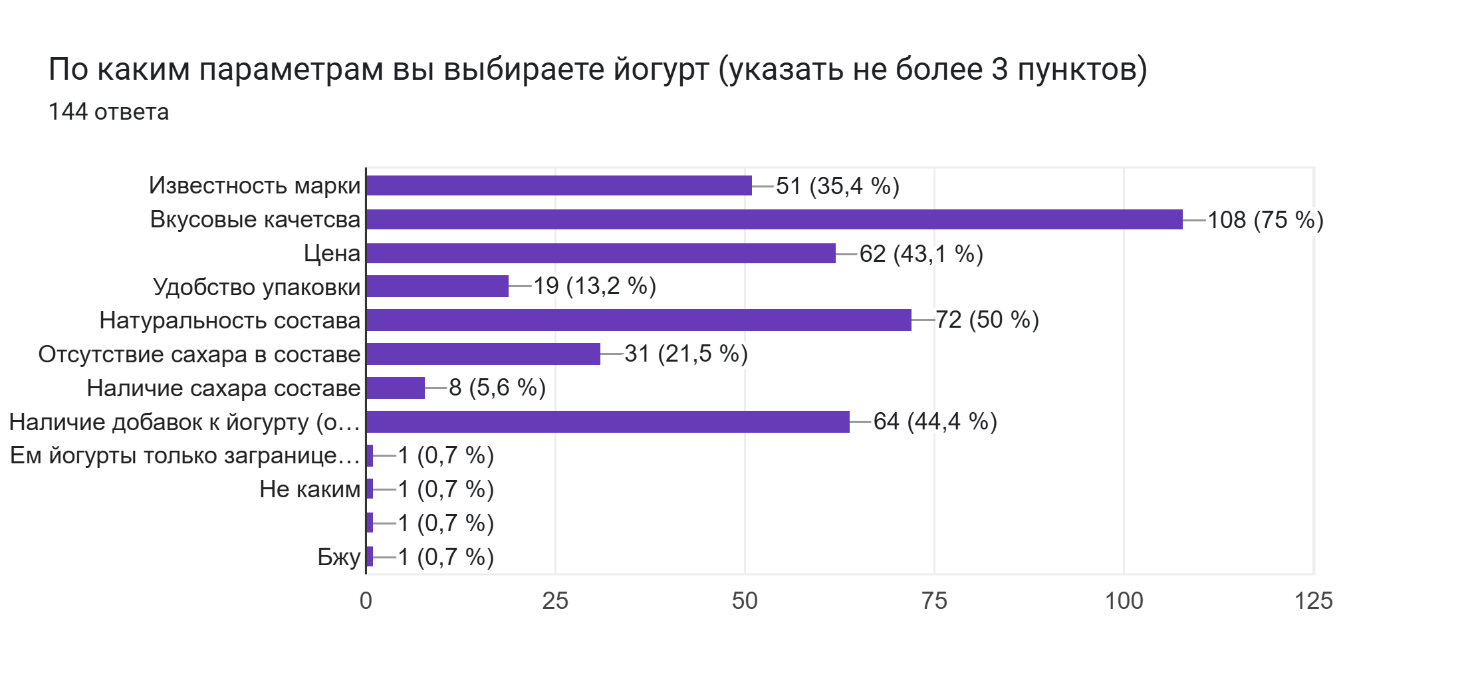 По каким параметрам вы выбираете йогурт (указать не более 3 пунктов)
144 ответа
Известность марки 51 (35,4 %)
Вкусовые качетсва 108 (75 %)
Цена 62 (43,1 %)
Удобство упаковки 19 (13,2 %)
Натуральность состава 72 (50 %)
Отсутствие сахара в составе 31 (21,5 %)
Наличие сахара составе 8 (5,6 %)
Наличие добавок к йогурту (о… 64 (44,4 %)
Ем йогурты только загранице… 1 (0,7 %)
Не каким 1 (0,7 %)
1 (0,7 %)
Бжу 1 (0,7 %)
0 25 50 75 100 125